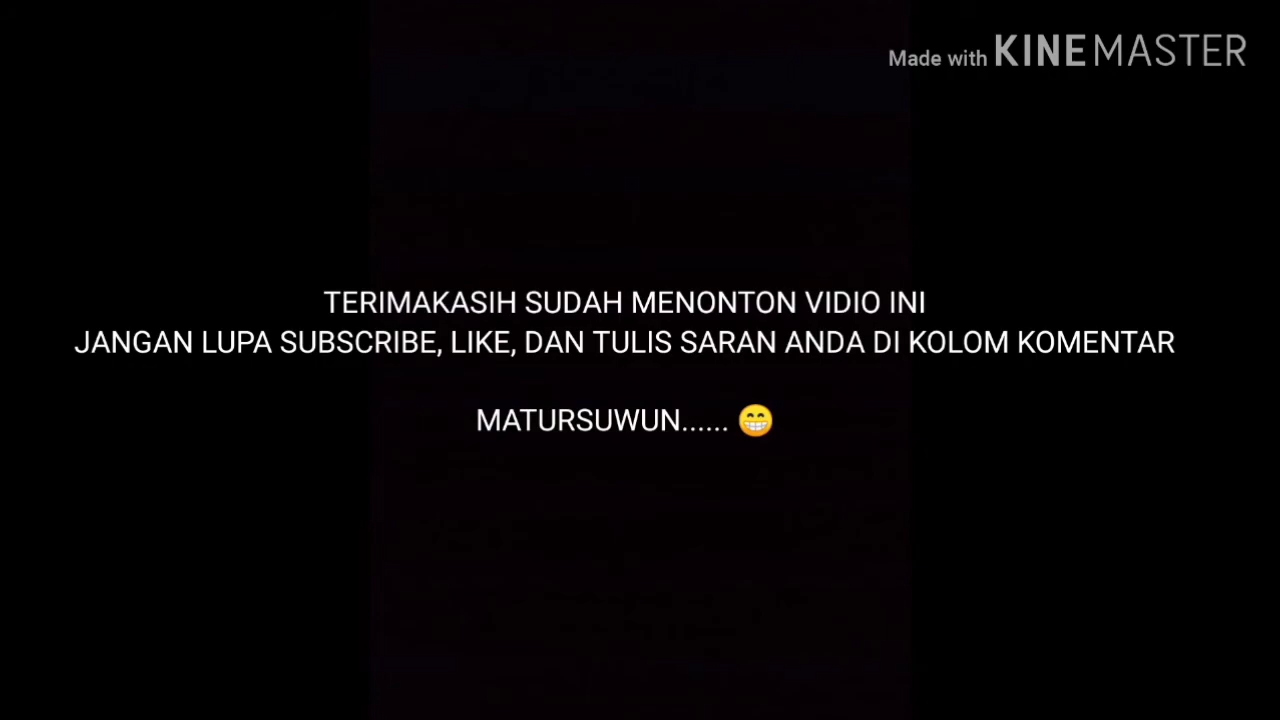 Made with KINEMASTER
TERIMAKASIH SUDAH MENONTON VIDIO INI
JANGAN LUPA SUBSCRIBE, LIKE, DAN TULIS SARAN ANDA DI KOLOM KOMENTAR
MATURSUWUN...... 😁